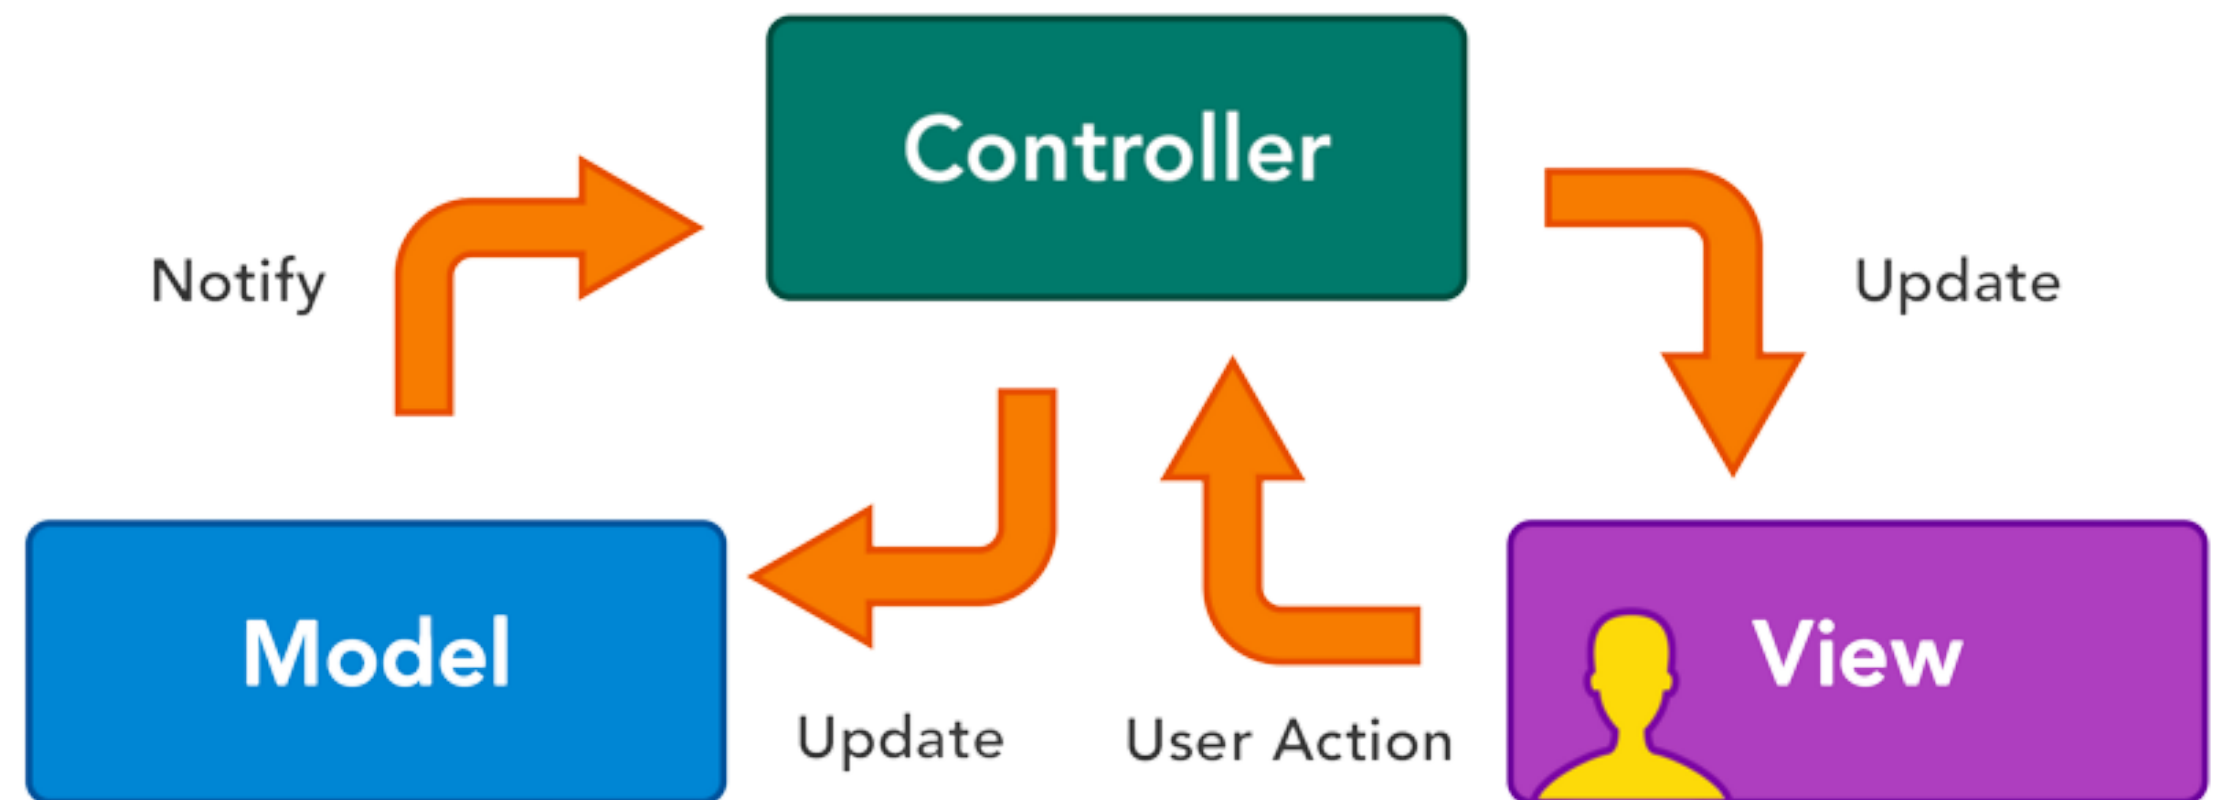 Controller
Notify
Update
Model
View
Update
User Action